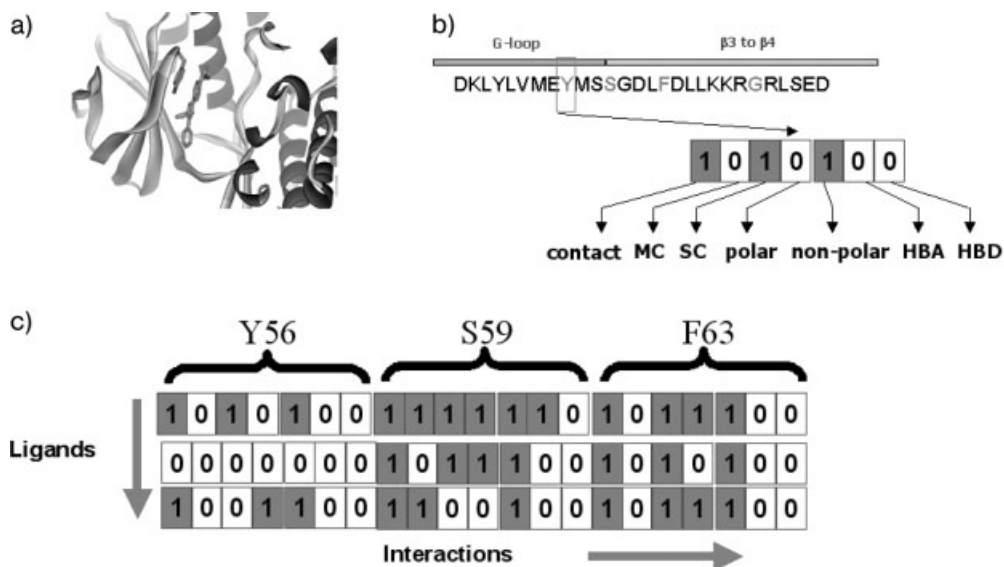 a)
b)
G-loop β3 to β4
DKLYLVMEYMSSGDLFDLLKKRGRLSED
1 0 1 0 1 0 0
contact MC SC polar non-polar HBA HBD
c)
Y56 S59 F63
1 0 1 0 1 0 0 1 1 1 1 1 1 0 1 0 1 1 1 0 0
Ligands
0 0 0 0 0 0 0 1 0 1 1 1 0 0 1 0 1 0 1 0 0
1 0 0 1 1 0 0 1 1 0 0 1 0 0 1 0 1 1 1 0 0
Interactions